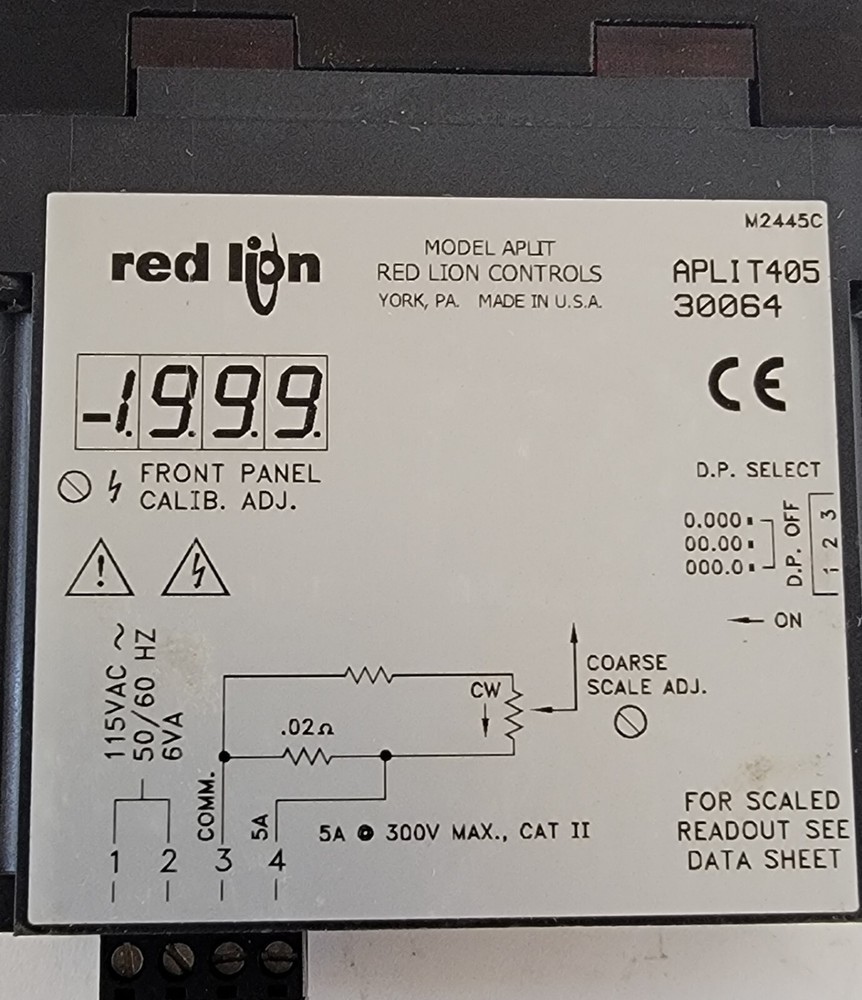 M2445C
red lion
MODEL APLIT
RED LION CONTROLS
YORK, PA. MADE IN U.S.A.
APLIT405
30064
-1.9.9.9.
CE
FRONT PANEL
CALIB. ADJ.
D.P. SELECT
0.000
00.00
000.0
D.P. OFF
1 2 3
ON
115VAC ~
50/60 HZ
6VA
COARSE
SCALE ADJ.
CW
.02Ω
COMM.
5A
5A @ 300V MAX., CAT II
1 2 3 4
FOR SCALED
READOUT SEE
DATA SHEET